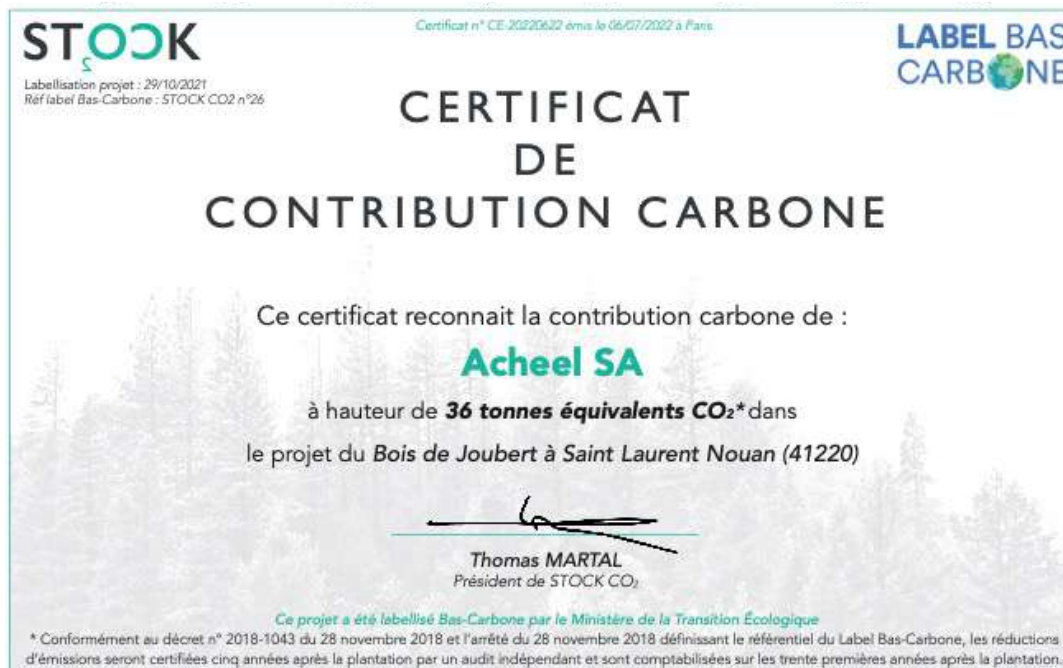 STOCK
2
Labellisation projet : 29/10/2021
Réf label Bas-Carbone : STOCK CO2 n°26
Certificat n° CE-20220622 émis le 06/07/2022 à Paris
LABEL BAS
CARBONE
CERTIFICAT
DE
CONTRIBUTION CARBONE
Ce certificat reconnait la contribution carbone de :
Acheel SA
à hauteur de 36 tonnes équivalents CO₂* dans
le projet du Bois de Joubert à Saint Laurent Nouan (41220)
Thomas MARTAL
Président de STOCK CO₂
Ce projet a été labellisé Bas-Carbone par le Ministère de la Transition Écologique
* Conformément au décret n° 2018-1043 du 28 novembre 2018 et l'arrêté du 28 novembre 2018 définissant le référentiel du Label Bas-Carbone, les réductions
d'émissions seront certifiées cinq années après la plantation par un audit indépendant et sont comptabilisées sur les trente premières années après la plantation